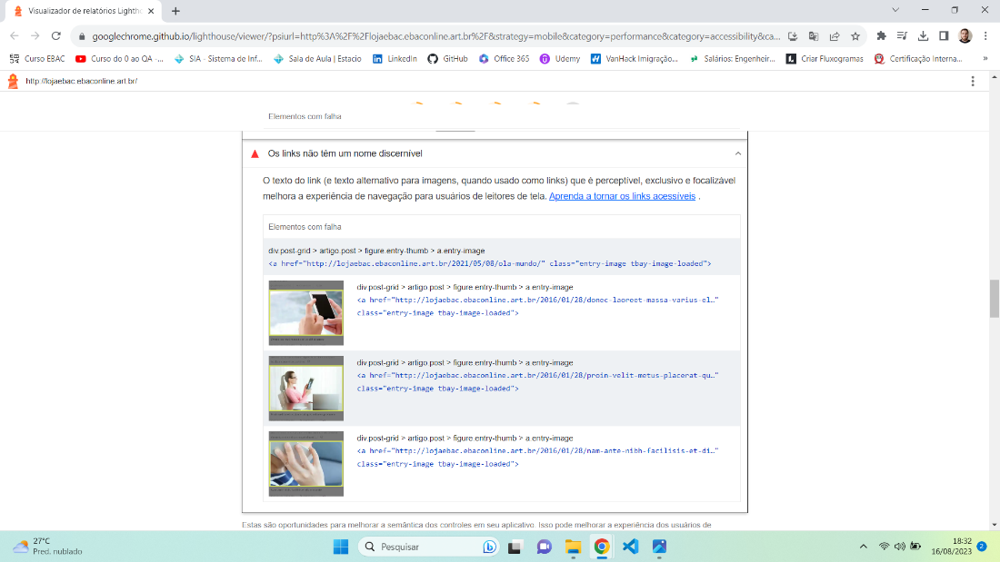 Visualizador de relatórios Lightho
googlechrome.github.io/lighthouse/viewer/?psiurl=http%3A%2F%2Flojaebac.ebaconline.art.br%2F&strategy=mobile&category=performance&category=accessibility&ca...
Curso EBAC
Curso do 0 ao QA -...
SIA - Sistema de Inf...
Sala de Aula | Estacio
LinkedIn
GitHub
Office 365
Udemy
VanHack Imigração...
Salários: Engenheir...
Criar Fluxogramas
Certificação Interna...
»
http://lojaebac.ebaconline.art.br/
Elementos com falha
Os links não têm um nome discernível
O texto do link (e texto alternativo para imagens, quando usado como links) que é perceptível, exclusivo e focalizável
melhora a experiência de navegação para usuários de leitores de tela. Aprenda a tornar os links acessíveis .
Elementos com falha
div.post-grid > artigo.post > figure.entry-thumb > a.entry-image
<a href="http://lojaebac.ebaconline.art.br/2021/05/08/ola-mundo/" class="entry-image tbay-image-loaded">
div.post-grid > artigo.post > figure.entry-thumb > a.entry-image
<a href="http://lojaebac.ebaconline.art.br/2016/01/28/donec-laoreet-massa-varius-el…"
class="entry-image tbay-image-loaded">
div.post-grid > artigo.post > figure.entry-thumb > a.entry-image
<a href="http://lojaebac.ebaconline.art.br/2016/01/28/proin-velit-metus-placerat-qu…"
class="entry-image tbay-image-loaded">
div.post-grid > artigo.post > figure.entry-thumb > a.entry-image
<a href="http://lojaebac.ebaconline.art.br/2016/01/28/nam-ante-nibh-facilisis-et-di…"
class="entry-image tbay-image-loaded">
Estas são oportunidades para melhorar a semântica dos controles em seu aplicativo. Isso pode melhorar a experiência dos usuários de
27°C
Pred. nublado
Pesquisar
18:32
16/08/2023
2